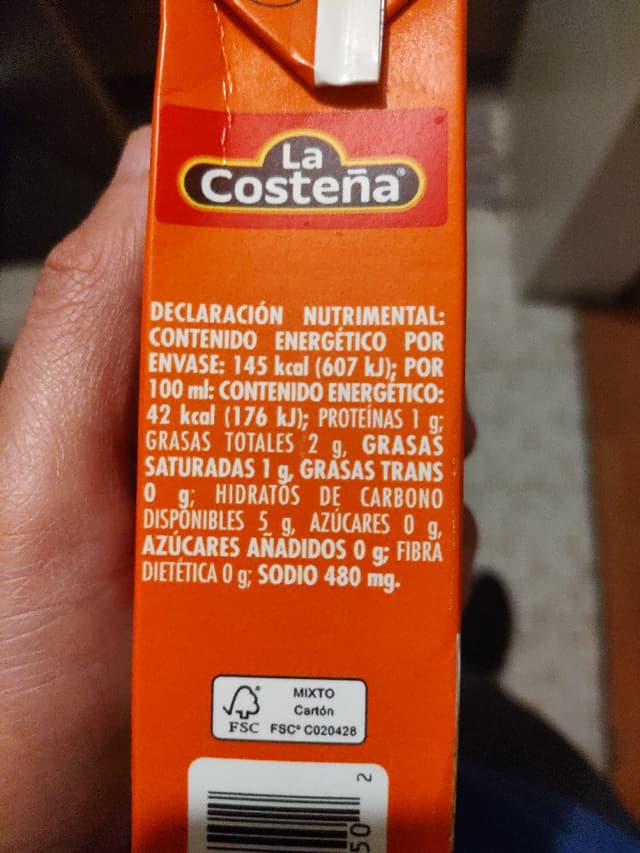 La
Costeña®
DECLARACIÓN NUTRIMENTAL:
CONTENIDO ENERGÉTICO POR
ENVASE: 145 kcal (607 kJ); POR
100 ml: CONTENIDO ENERGÉTICO:
42 kcal (176 kJ); PROTEÍNAS 1 g;
GRASAS TOTALES 2 g, GRASAS
SATURADAS 1 g, GRASAS TRANS
0 g; HIDRATOS DE CARBONO
DISPONIBLES 5 g, AZÚCARES 0 g,
AZÚCARES AÑADIDOS 0 g; FIBRA
DIETÉTICA 0 g; SODIO 480 mg.
MIXTO
Cartón
FSC® C020428
FSC
50 2